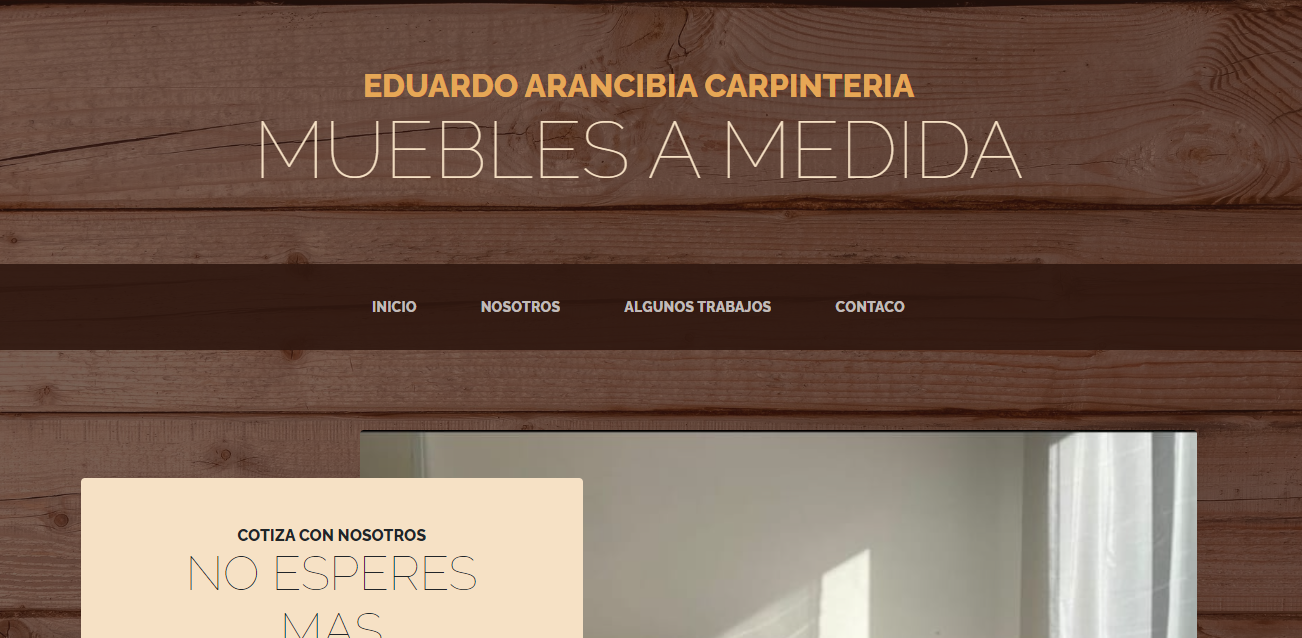 EDUARDO ARANCIBIA CARPINTERIA
MUEBLES A MEDIDA
INICIO NOSOTROS ALGUNOS TRABAJOS CONTACO
COTIZA CON NOSOTROS
NO ESPERES
MAS